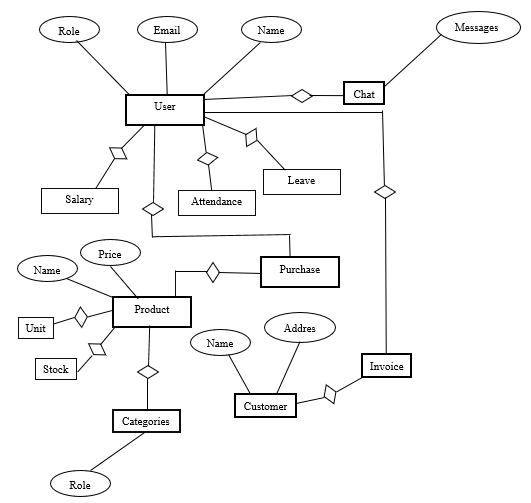 Role
Email
Name
Messages
Chat
User
Salary
Attendance
Leave
Name
Price
Purchase
Product
Unit
Stock
Name
Addres
Invoice
Categories
Customer
Role